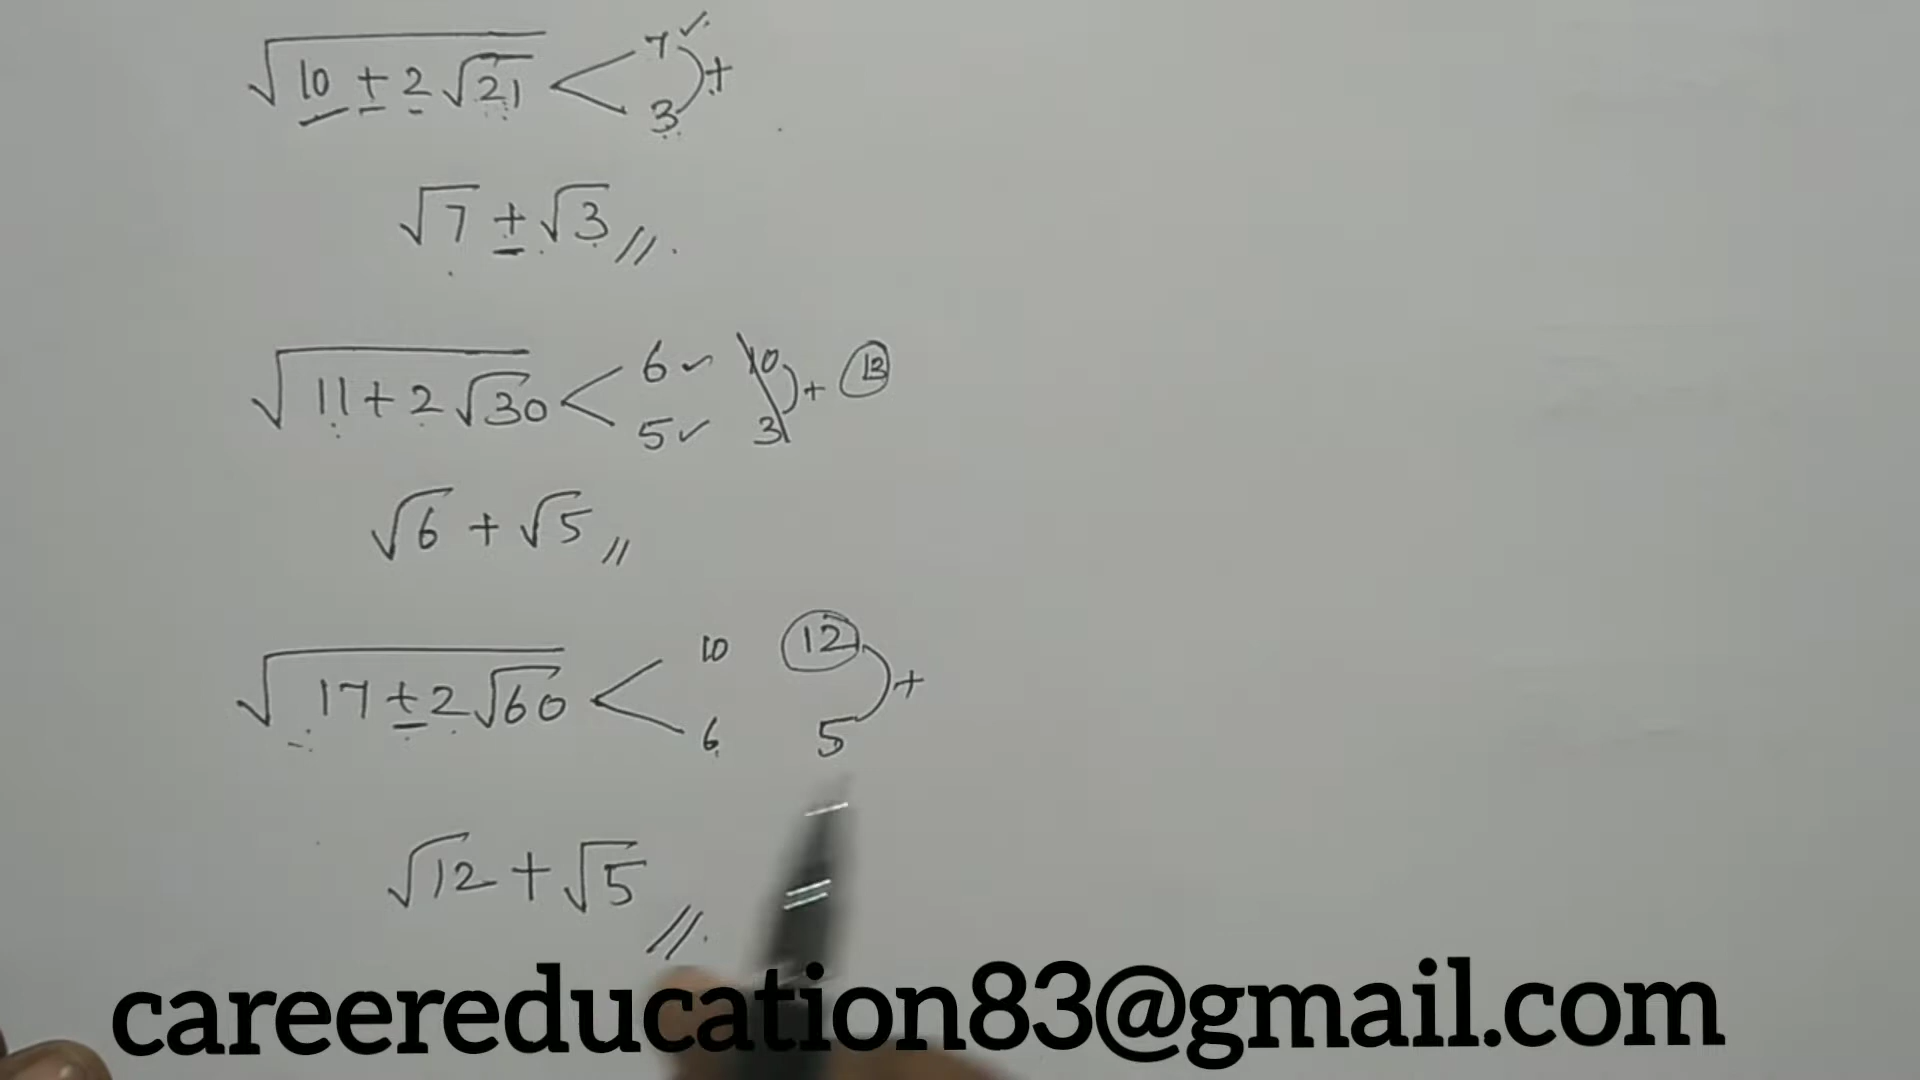 √(10 ± 2√21) < 7 ✓ 3 ) +
√7 ± √3 //.
√(11 + 2√30) < 6 ✓ 5 ✓ 10 3 ) + 13
√6 + √5 //
√(17 ± 2√60) < 10 6 12 5 ) +
√12 + √5 //.
careereducation83@gmail.com